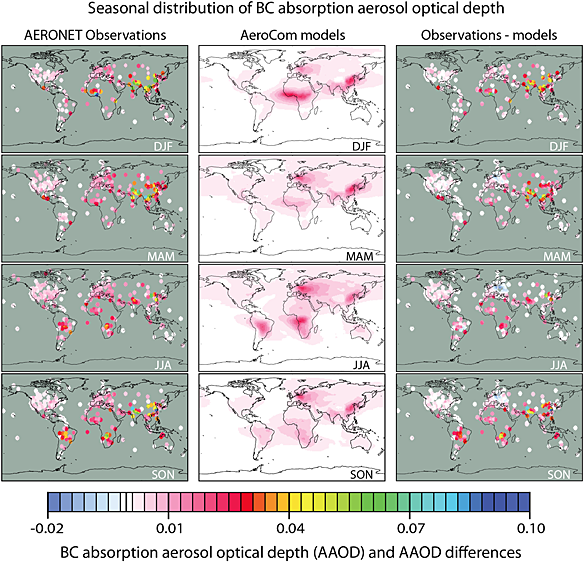 Seasonal distribution of BC absorption aerosol optical depth
AERONET Observations
AeroCom models
Observations - models
DJF
DJF
DJF
MAM
MAM
MAM
JJA
JJA
JJA
SON
SON
SON
-0.02
0.01
0.04
0.07
0.10
BC absorption aerosol optical depth (AAOD) and AAOD differences